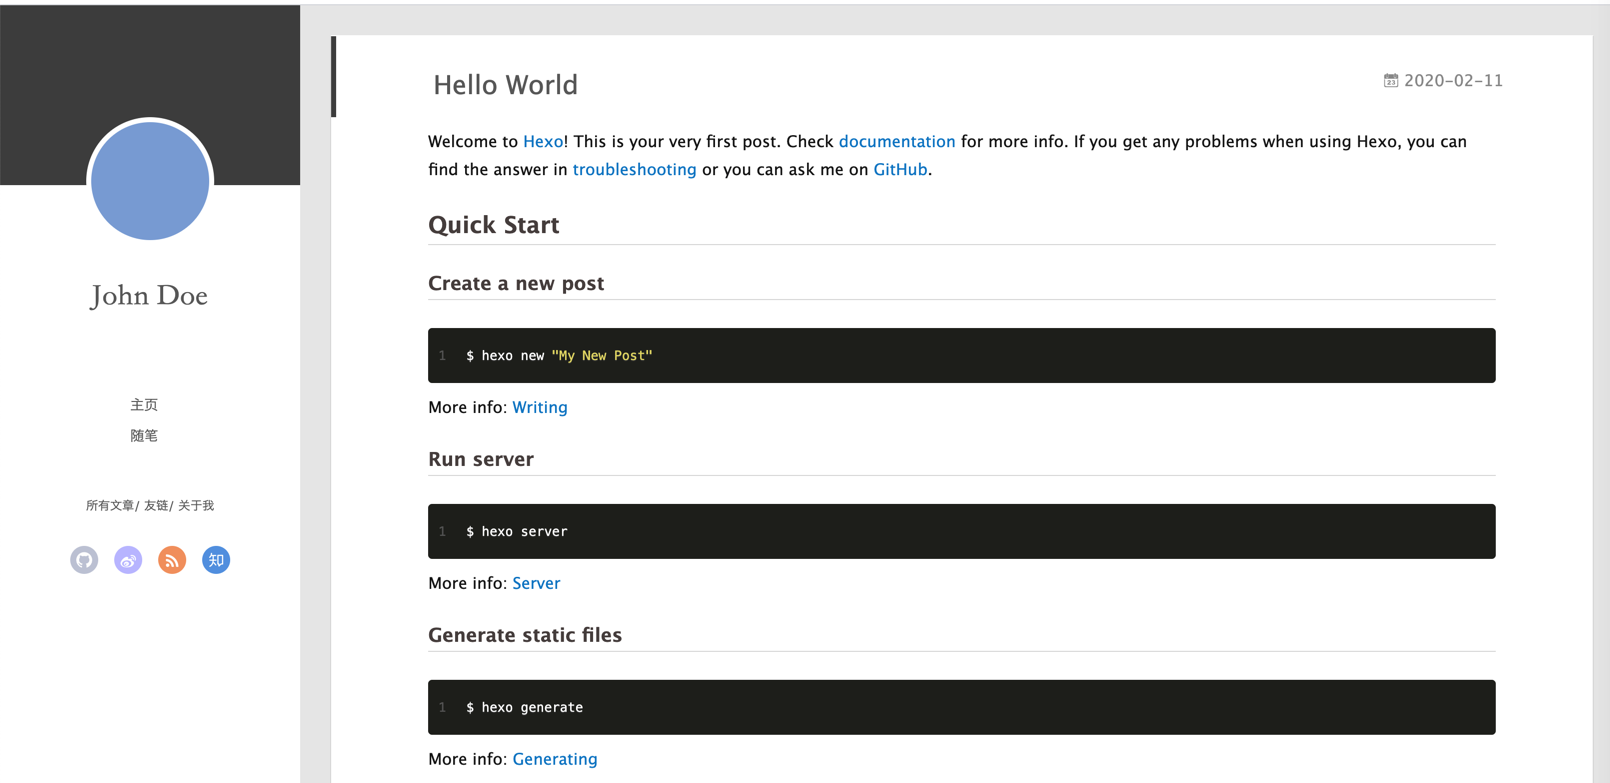 John Doe
主页
随笔
所有文章/ 友链/ 关于我
知
Hello World
23 2020-02-11
Welcome to Hexo! This is your very first post. Check documentation for more info. If you get any problems when using Hexo, you can
find the answer in troubleshooting or you can ask me on GitHub.
Quick Start
Create a new post
1 $ hexo new "My New Post"
More info: Writing
Run server
1 $ hexo server
More info: Server
Generate static files
1 $ hexo generate
More info: Generating